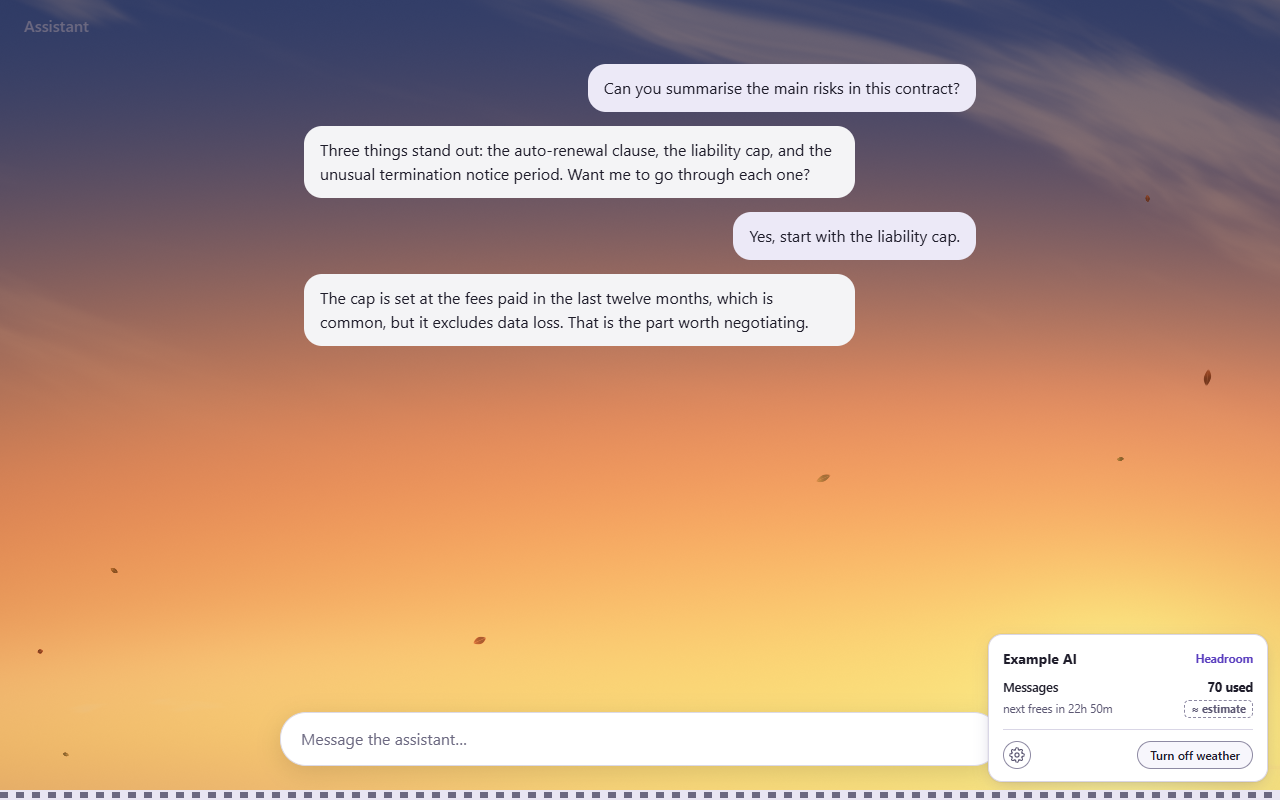 Assistant
Can you summarise the main risks in this contract?
Three things stand out: the auto-renewal clause, the liability cap, and the
unusual termination notice period. Want me to go through each one?
Yes, start with the liability cap.
The cap is set at the fees paid in the last twelve months, which is
common, but it excludes data loss. That is the part worth negotiating.
Message the assistant...
Example AI
Headroom
Messages
70 used
next frees in 22h 50m
≈ estimate
Turn off weather